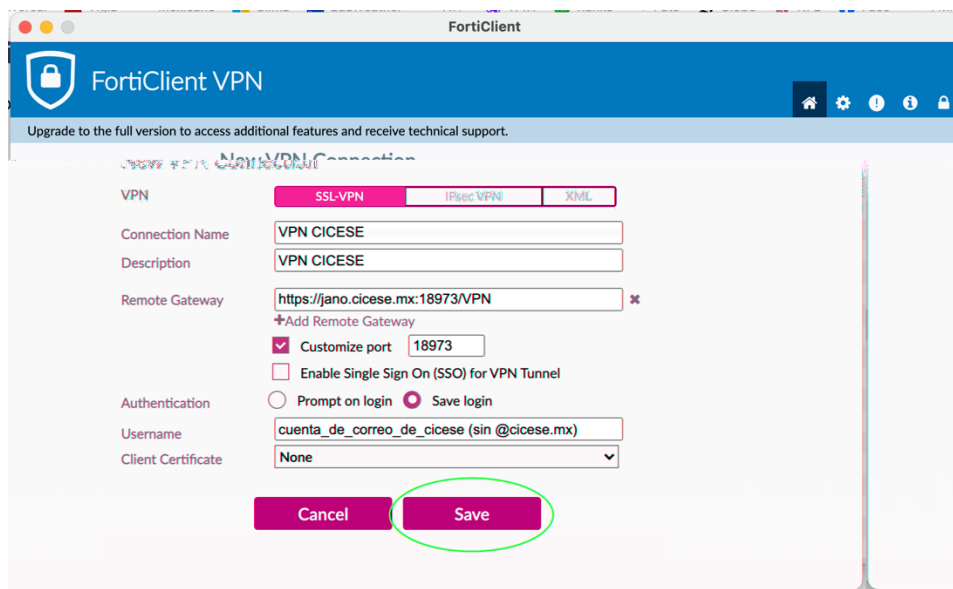 FortiClient
FortiClient VPN
Upgrade to the full version to access additional features and receive technical support.
New VPN Connection
VPN SSL-VPN IPsec VPN XML
Connection Name VPN CICESE
Description VPN CICESE
Remote Gateway https://jano.cicese.mx:18973/VPN
+Add Remote Gateway
Customize port 18973
Enable Single Sign On (SSO) for VPN Tunnel
Authentication Prompt on login Save login
Username cuenta_de_correo_de_cicese (sin @cicese.mx)
Client Certificate None
Cancel Save